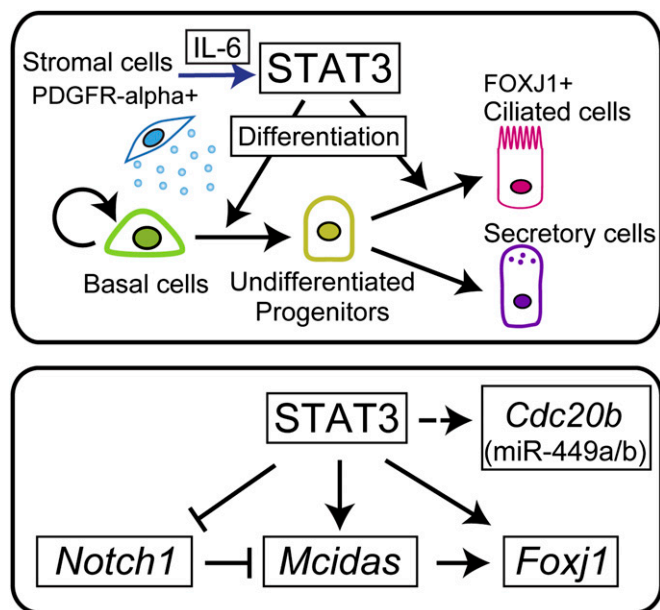 IL-6
Stromal cells
STAT3
PDGFR-alpha+
FOXJ1+
Ciliated cells
Differentiation
Secretory cells
Basal cells
Undifferentiated
Progenitors
STAT3
Cdc20b
(miR-449a/b)
Notch1
Mcidas
Foxj1